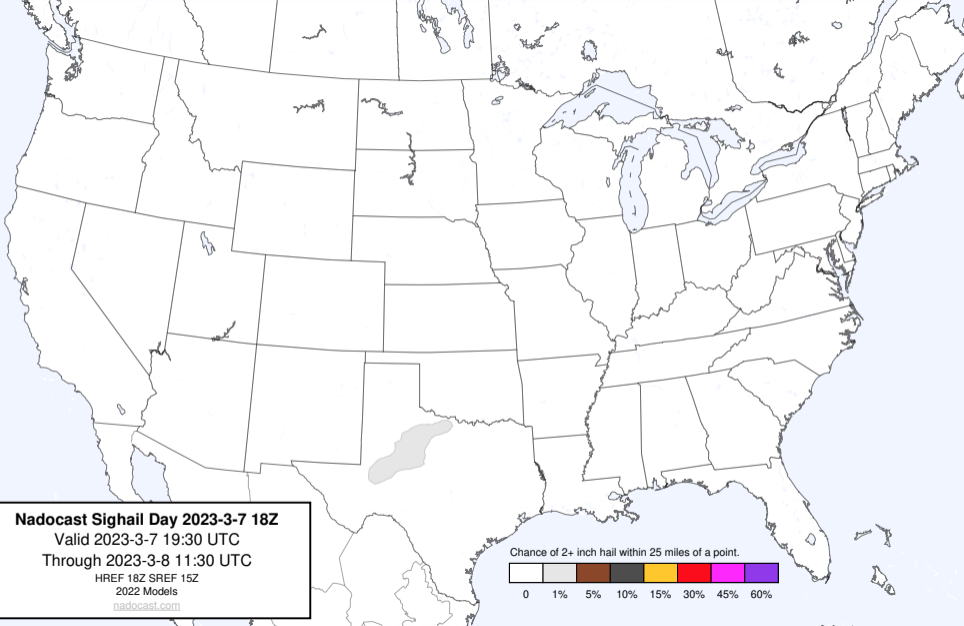 Nadocast Sighail Day 2023-3-7 18Z
Valid 2023-3-7 19:30 UTC
Through 2023-3-8 11:30 UTC
HREF 18Z SREF 15Z
2022 Models
nadocast.com
Chance of 2+ inch hail within 25 miles of a point.
0 1% 5% 10% 15% 30% 45% 60%